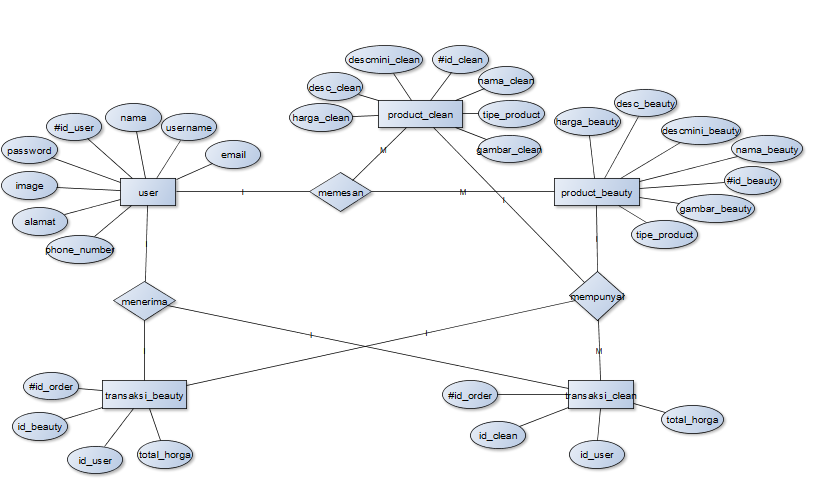 descmini_clean
#id_clean
desc_clean
nama_clean
harga_clean
product_clean
tipe_product
gambar_clean
M
desc_beauty
harga_beauty
descmini_beauty
nama_beauty
#id_beauty
gambar_beauty
tipe_product
product_beauty
nama
#id_user
username
password
email
image
user
alamat
phone_number
I
memesan
M
I
I
I
menerima
mempunyai
I
I
I
M
#id_order
transaksi_beauty
id_beauty
id_user
total_horga
#id_order
transaksi_clean
id_clean
total_horga
id_user